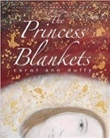 The
Princess'
Blankets
carol ann duffy